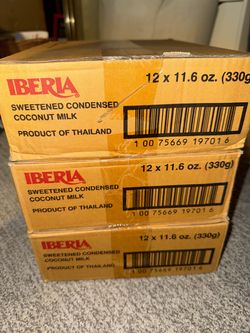 IBERIA
12 x 11.6 oz. (330g)
SWEETENED CONDENSED
COCONUT MILK
PRODUCT OF THAILAND
1 00 75669 19701 6
IBERIA
12 x 11.6 oz. (330g)
SWEETENED CONDENSED
COCONUT MILK
PRODUCT OF THAILAND
1 00 75669 19701 6
IBERIA
12 x 11.6 oz. (330g)
SWEETENED CONDENSED
COCONUT MILK
PRODUCT OF THAILAND
1 00 75669 19701 6